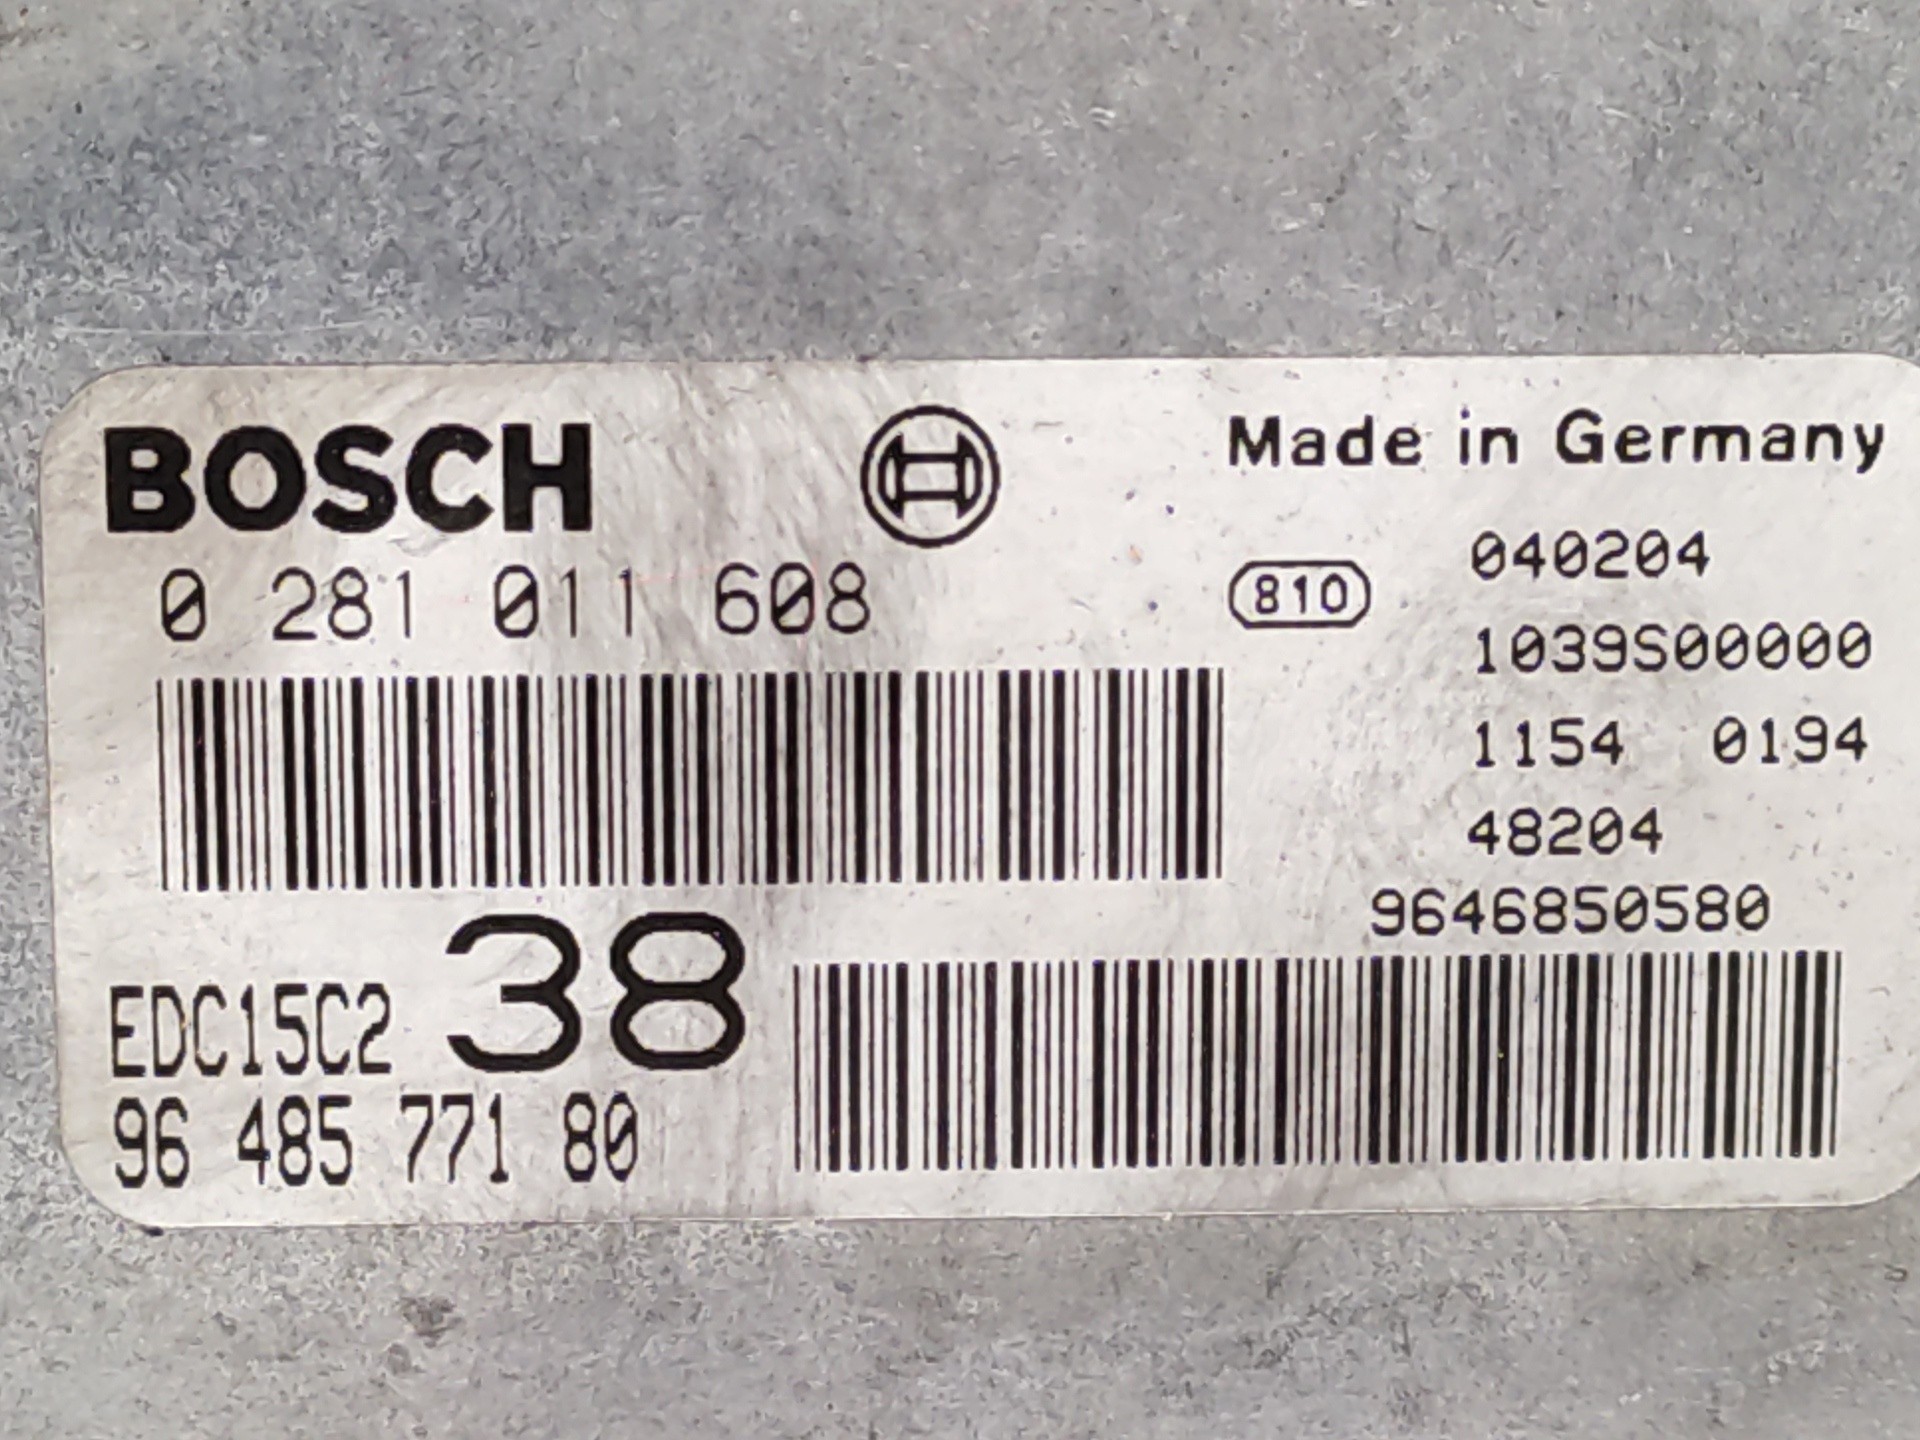 BOSCH
Made in Germany
0 281 011 608
810
040204
1039S00000
1154 0194
48204
9646850580
38
EDC15C2
96 485 771 80